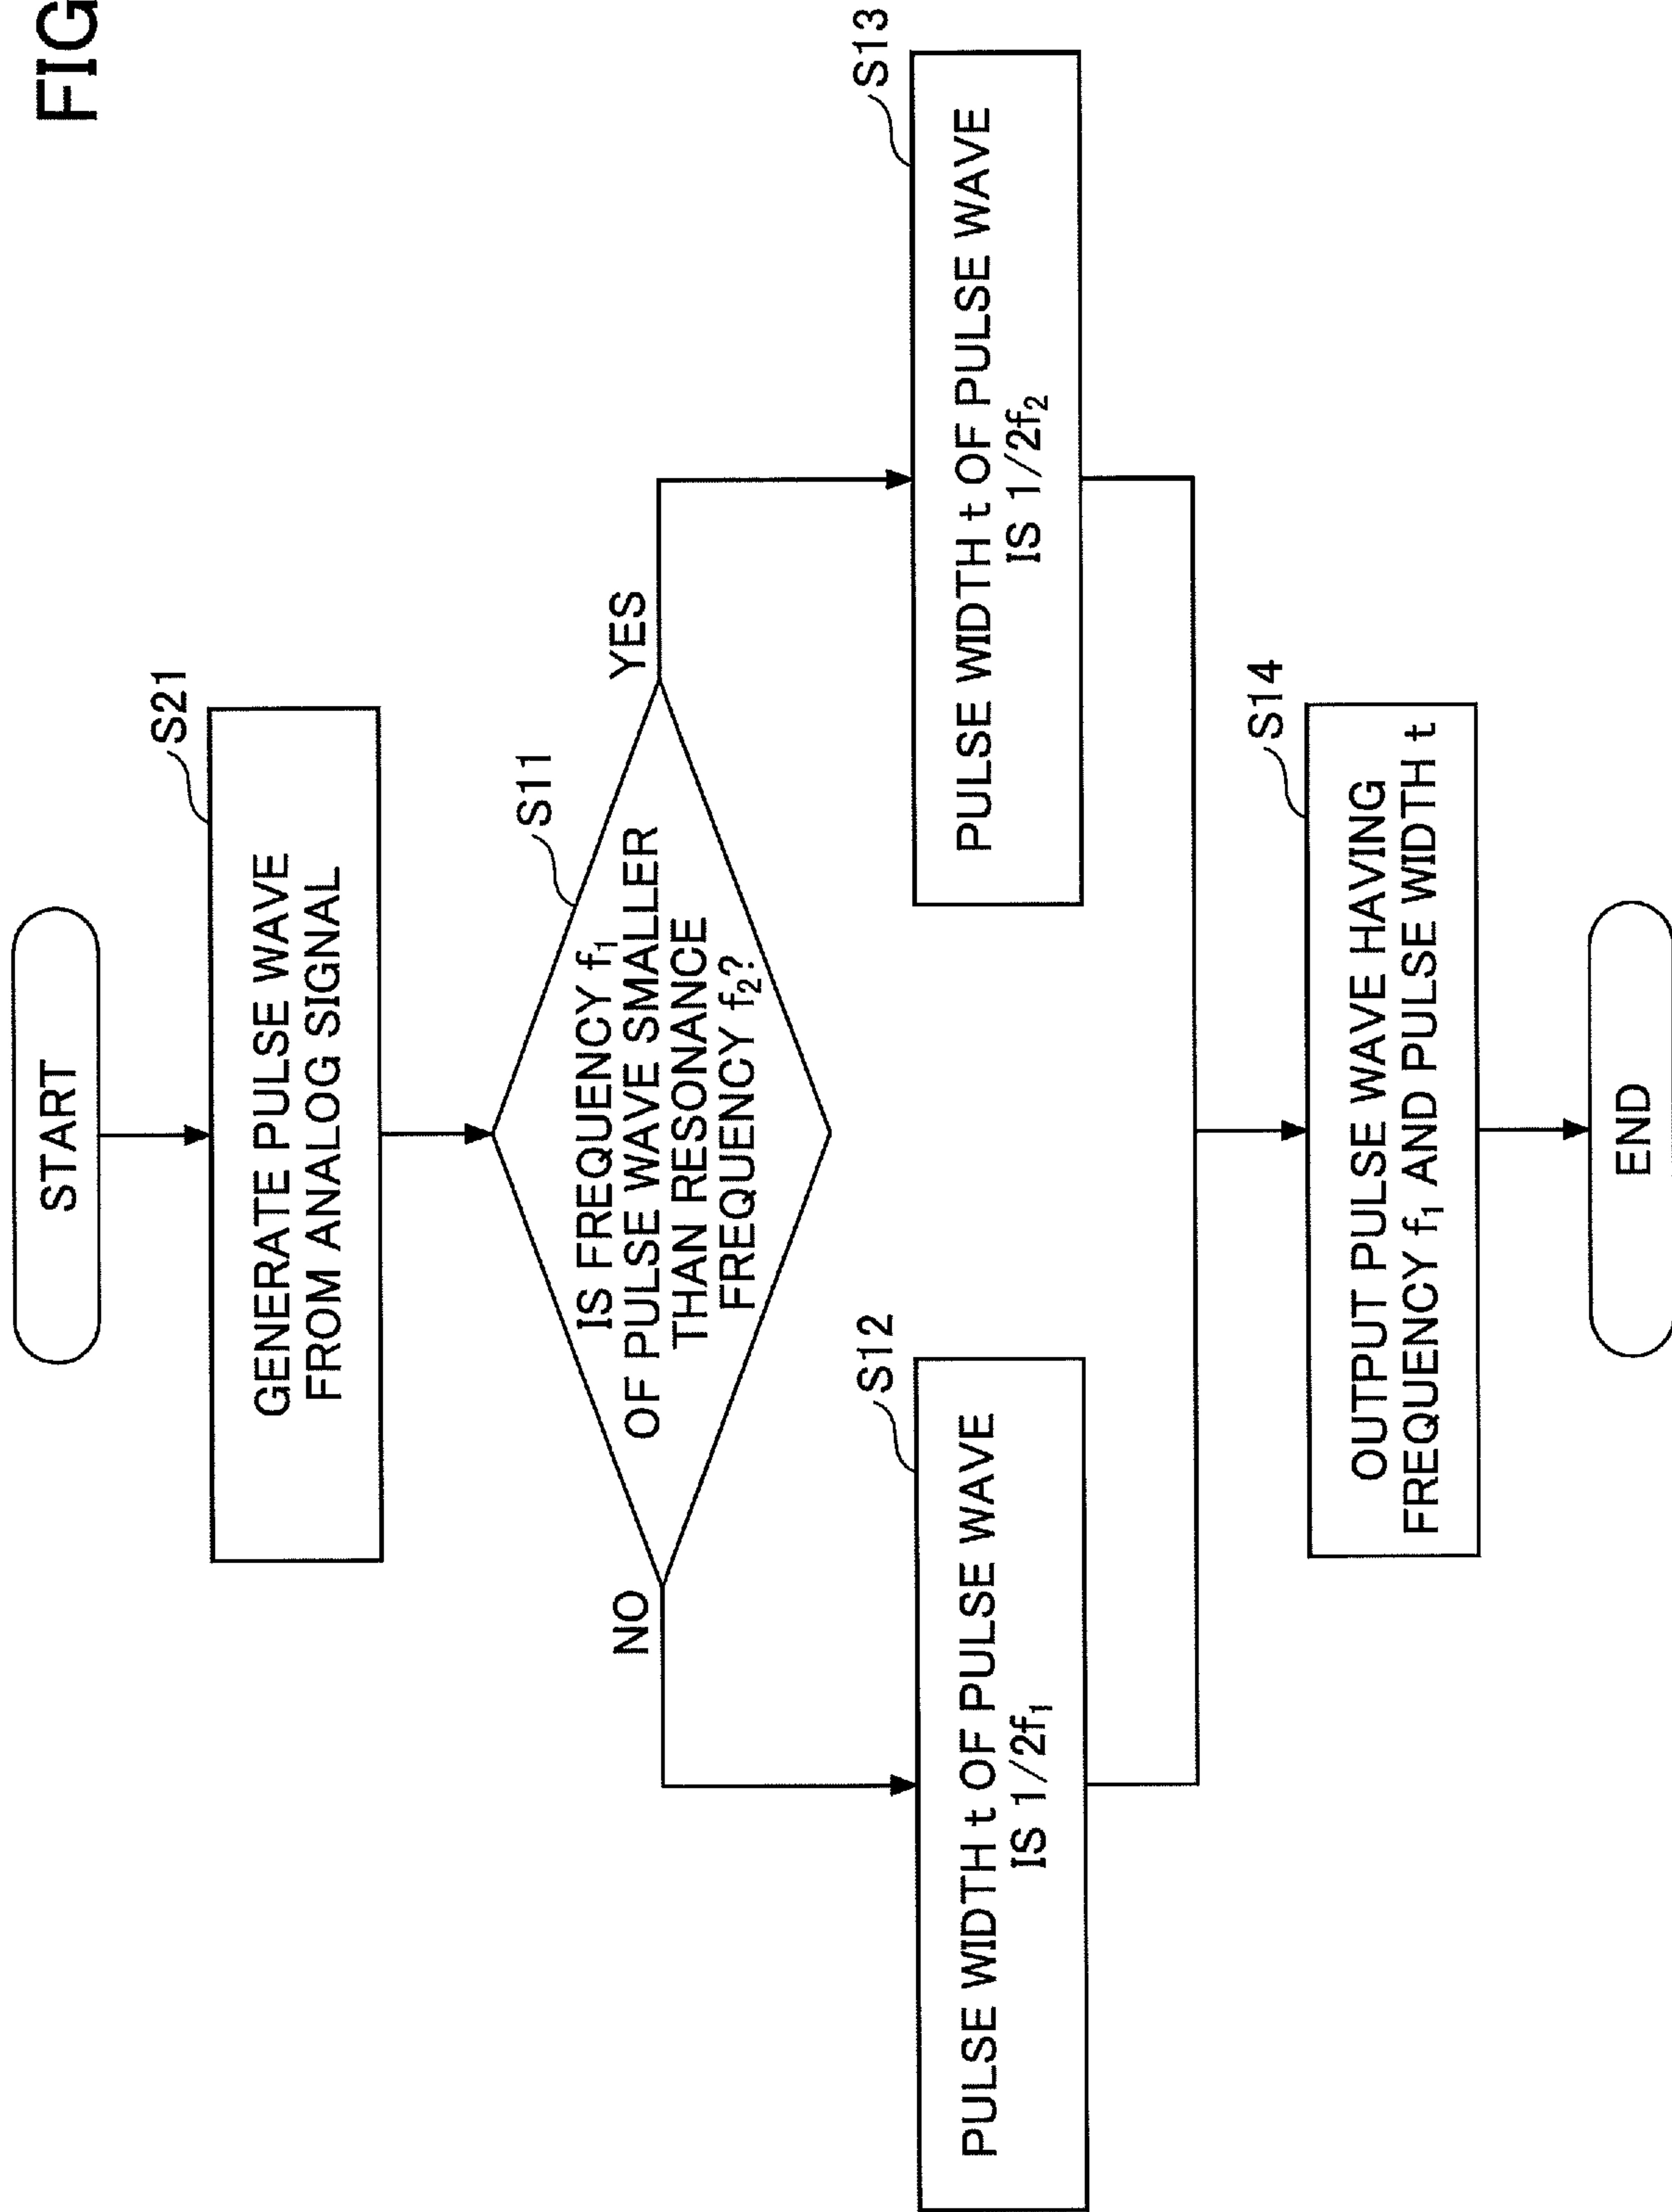 FIG
START
S21
GENERATE PULSE WAVE
FROM ANALOG SIGNAL
S11
IS FREQUENCY f₁
OF PULSE WAVE SMALLER
THAN RESONANCE
FREQUENCY f₂?
NO
YES
S12
PULSE WIDTH t OF PULSE WAVE
IS 1/2f₁
S13
PULSE WIDTH t OF PULSE WAVE
IS 1/2f₂
S14
OUTPUT PULSE WAVE HAVING
FREQUENCY f₁ AND PULSE WIDTH t
END